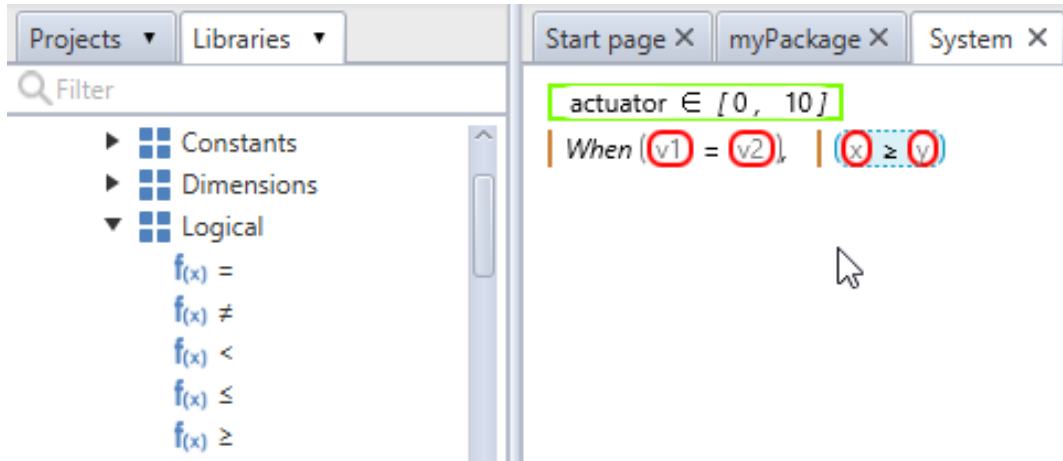 Projects ▼ Libraries ▼
Filter
Constants
Dimensions
Logical
f(x) =
f(x) ≠
f(x) <
f(x) ≤
f(x) ≥
Start page × myPackage × System ×
actuator ∈ [0, 10]
When (v1 = v2), (x ≥ y)